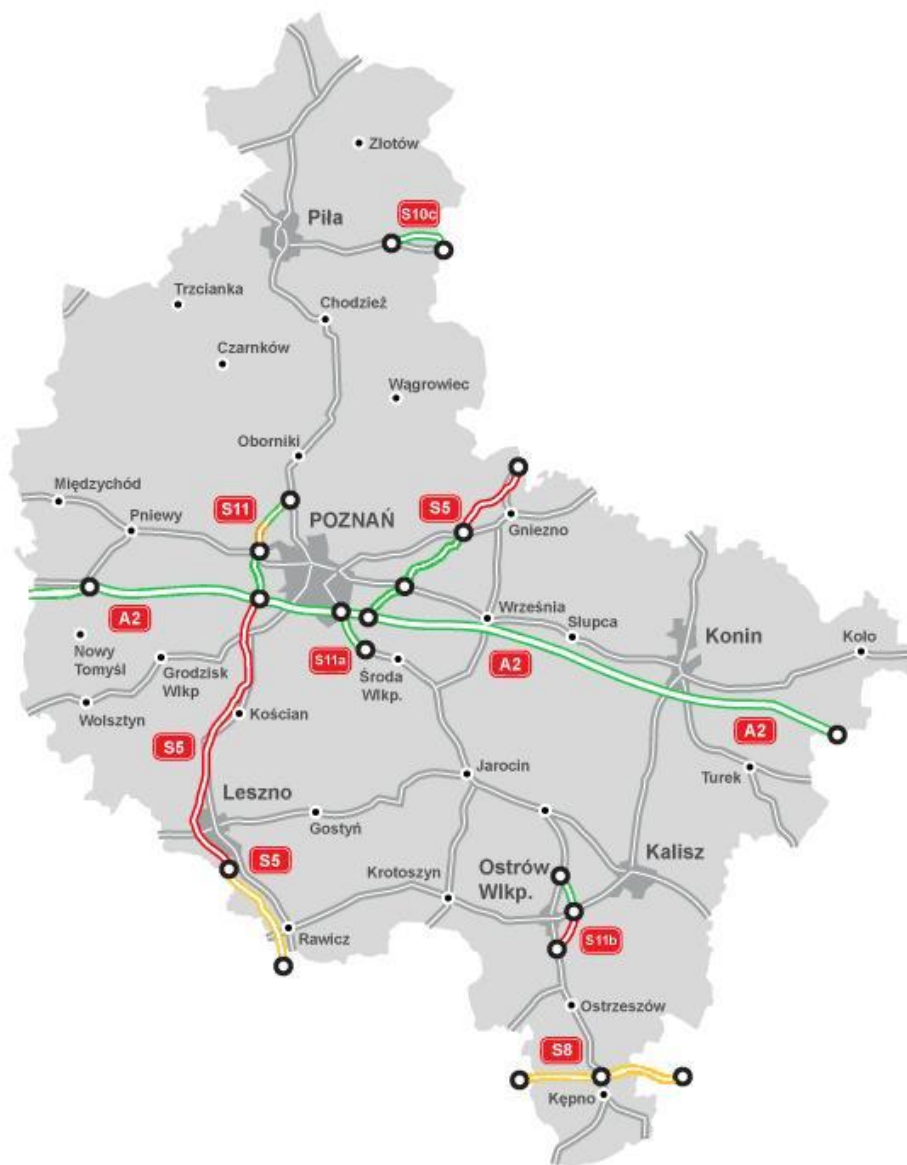 Złotów
S10c
Piła
Trzcianka
Chodzież
Czarnków
Wągrowiec
Oborniki
Międzychód
S11
S5
Pniewy
POZNAŃ
Gniezno
A2
Września
Słupca
Konin
Koło
Nowy
Tomyśl
Grodzisk
Wlkp
S11a
Środa
Wlkp.
A2
Wolsztyn
Kościan
A2
S5
Jarocin
Turek
Leszno
Gostyń
S5
Krotoszyn
Ostrów
Wlkp.
Kalisz
Rawicz
S11b
Ostrzeszów
S8
Kępno